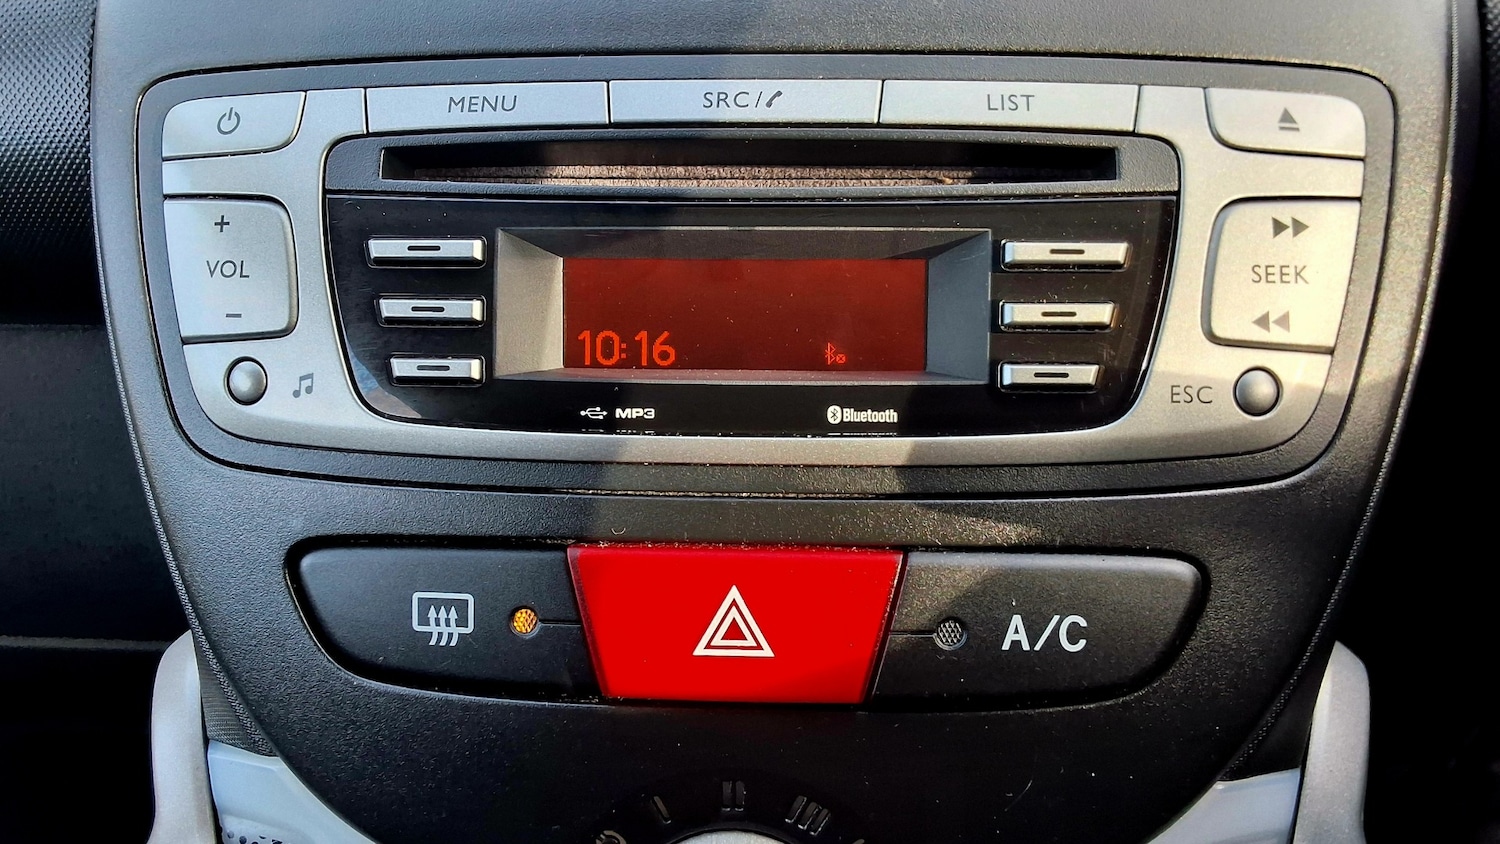 MENU
SRC/
LIST
+
VOL
-
SEEK
10:16
ESC
MP3
Bluetooth
A/C